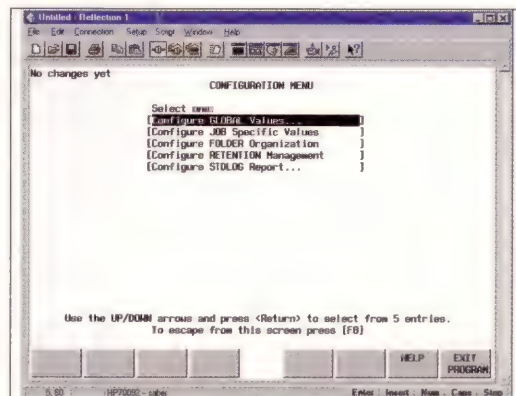 Untitled - Reflection 1
File Edit Connection Setup Script Window Help
No changes yet
CONFIGURATION MENU
Select one:
[Configure GLOBAL Values... ]
[Configure JOB Specific Values ]
[Configure FOLDER Organization ]
[Configure RETENTION Management ]
[Configure STDLOG Report... ]
Use the UP/DOWN arrows and press <Return> to select from 5 entries.
To escape from this screen press [F8]
HELP EXIT PROGRAM
HP70092 - saber Enter Insert Num Caps Stop